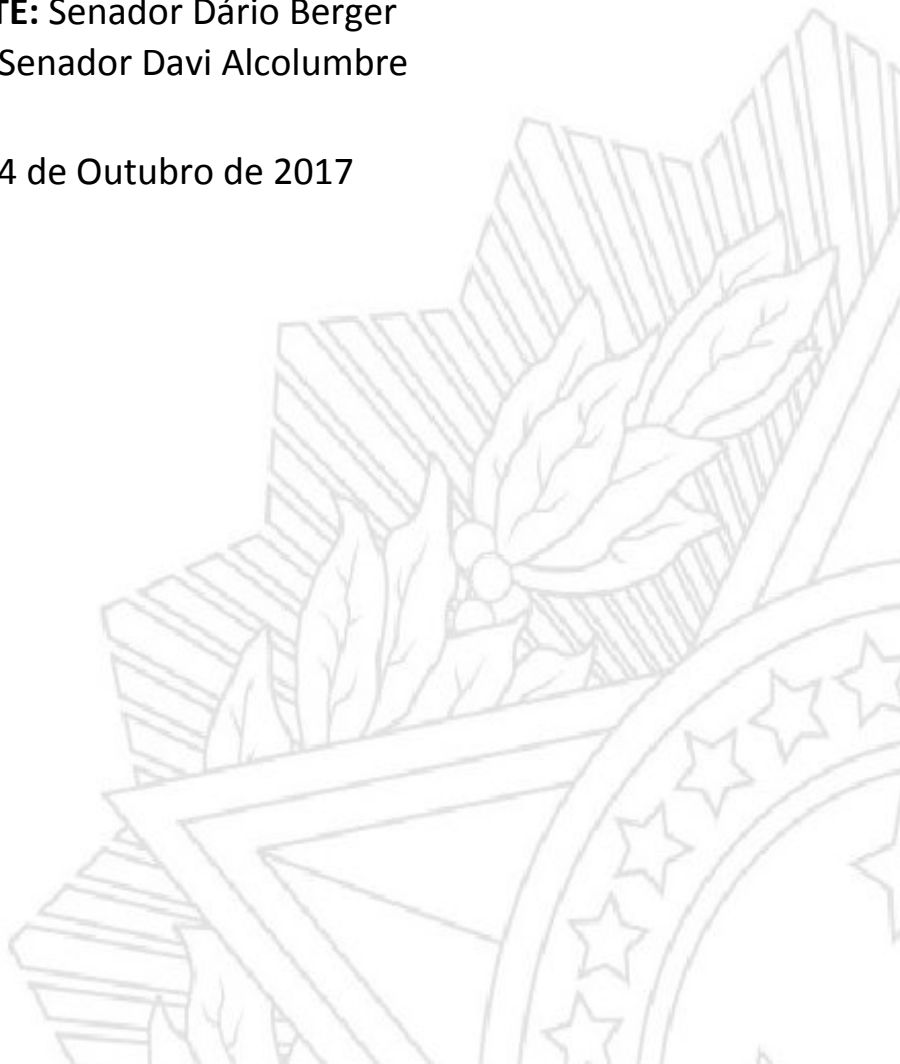 TE: Senador Dário Berger
Senador Davi Alcolumbre
4 de Outubro de 2017